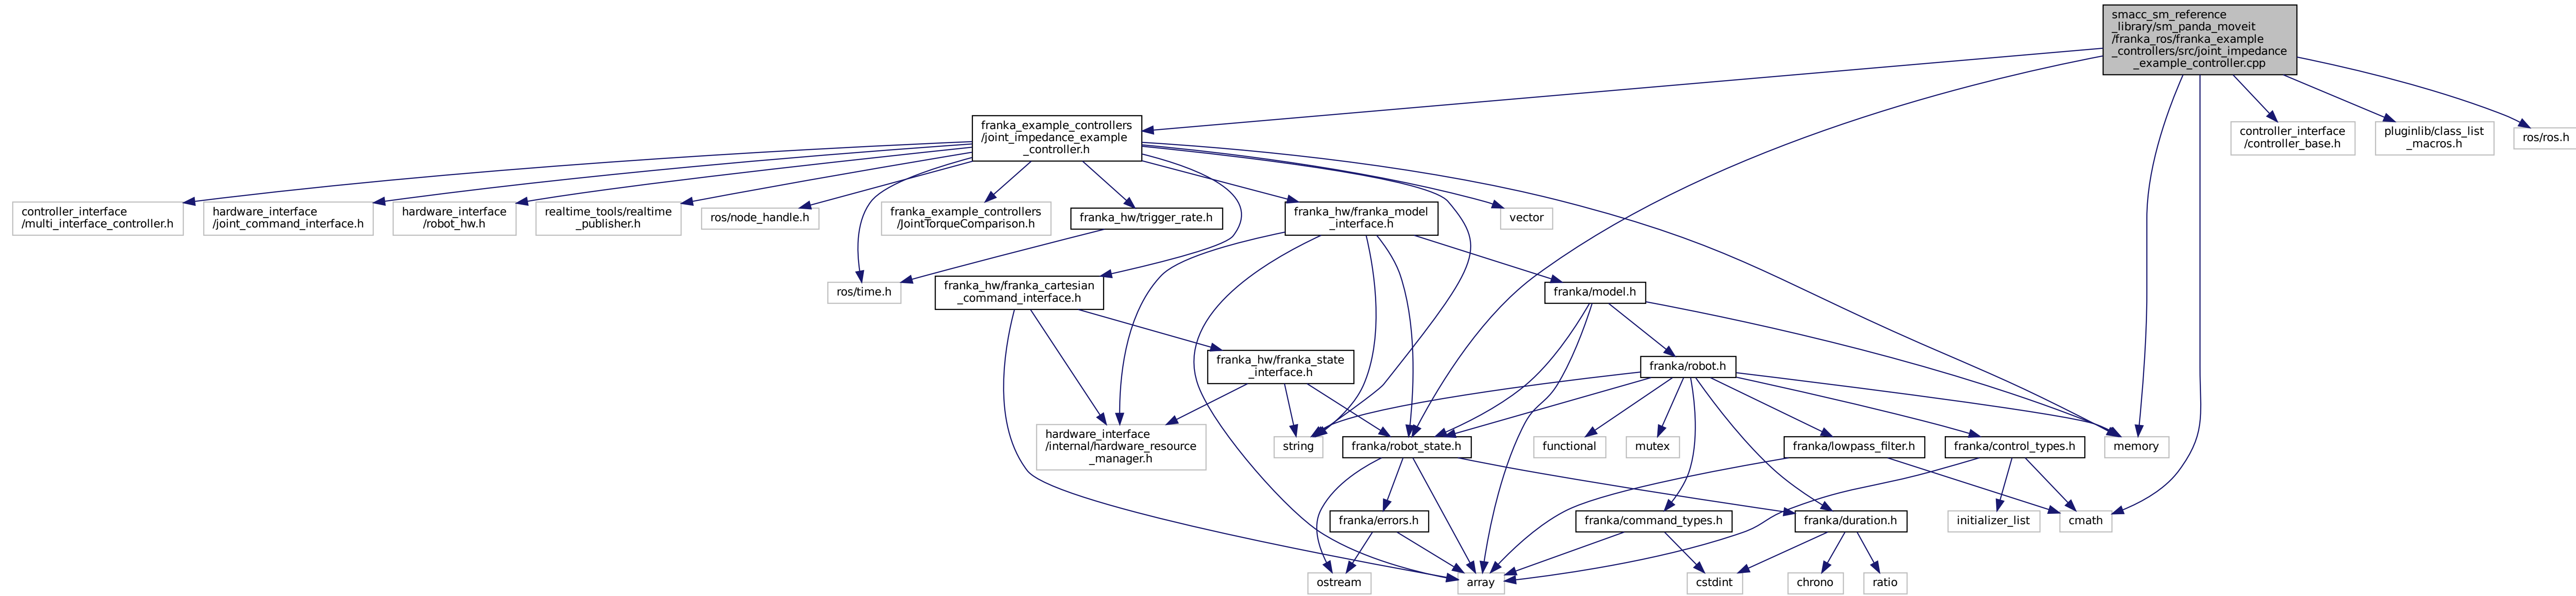 smacc_sm_reference
_library/sm_panda_moveit
/franka_ros/franka_example
_controllers/src/joint_impedance
_example_controller.cpp
franka_example_controllers
/joint_impedance_example
_controller.h
controller_interface
/controller_base.h
pluginlib/class_list
_macros.h
ros/ros.h
controller_interface
/multi_interface_controller.h
hardware_interface
/joint_command_interface.h
hardware_interface
/robot_hw.h
realtime_tools/realtime
_publisher.h
ros/node_handle.h
franka_example_controllers
/JointTorqueComparison.h
franka_hw/trigger_rate.h
franka_hw/franka_model
_interface.h
vector
ros/time.h
franka_hw/franka_cartesian
_command_interface.h
franka/model.h
franka_hw/franka_state
_interface.h
franka/robot.h
hardware_interface
/internal/hardware_resource
_manager.h
string
franka/robot_state.h
functional
mutex
franka/lowpass_filter.h
franka/control_types.h
memory
franka/errors.h
franka/command_types.h
franka/duration.h
initializer_list
cmath
ostream
array
cstdint
chrono
ratio